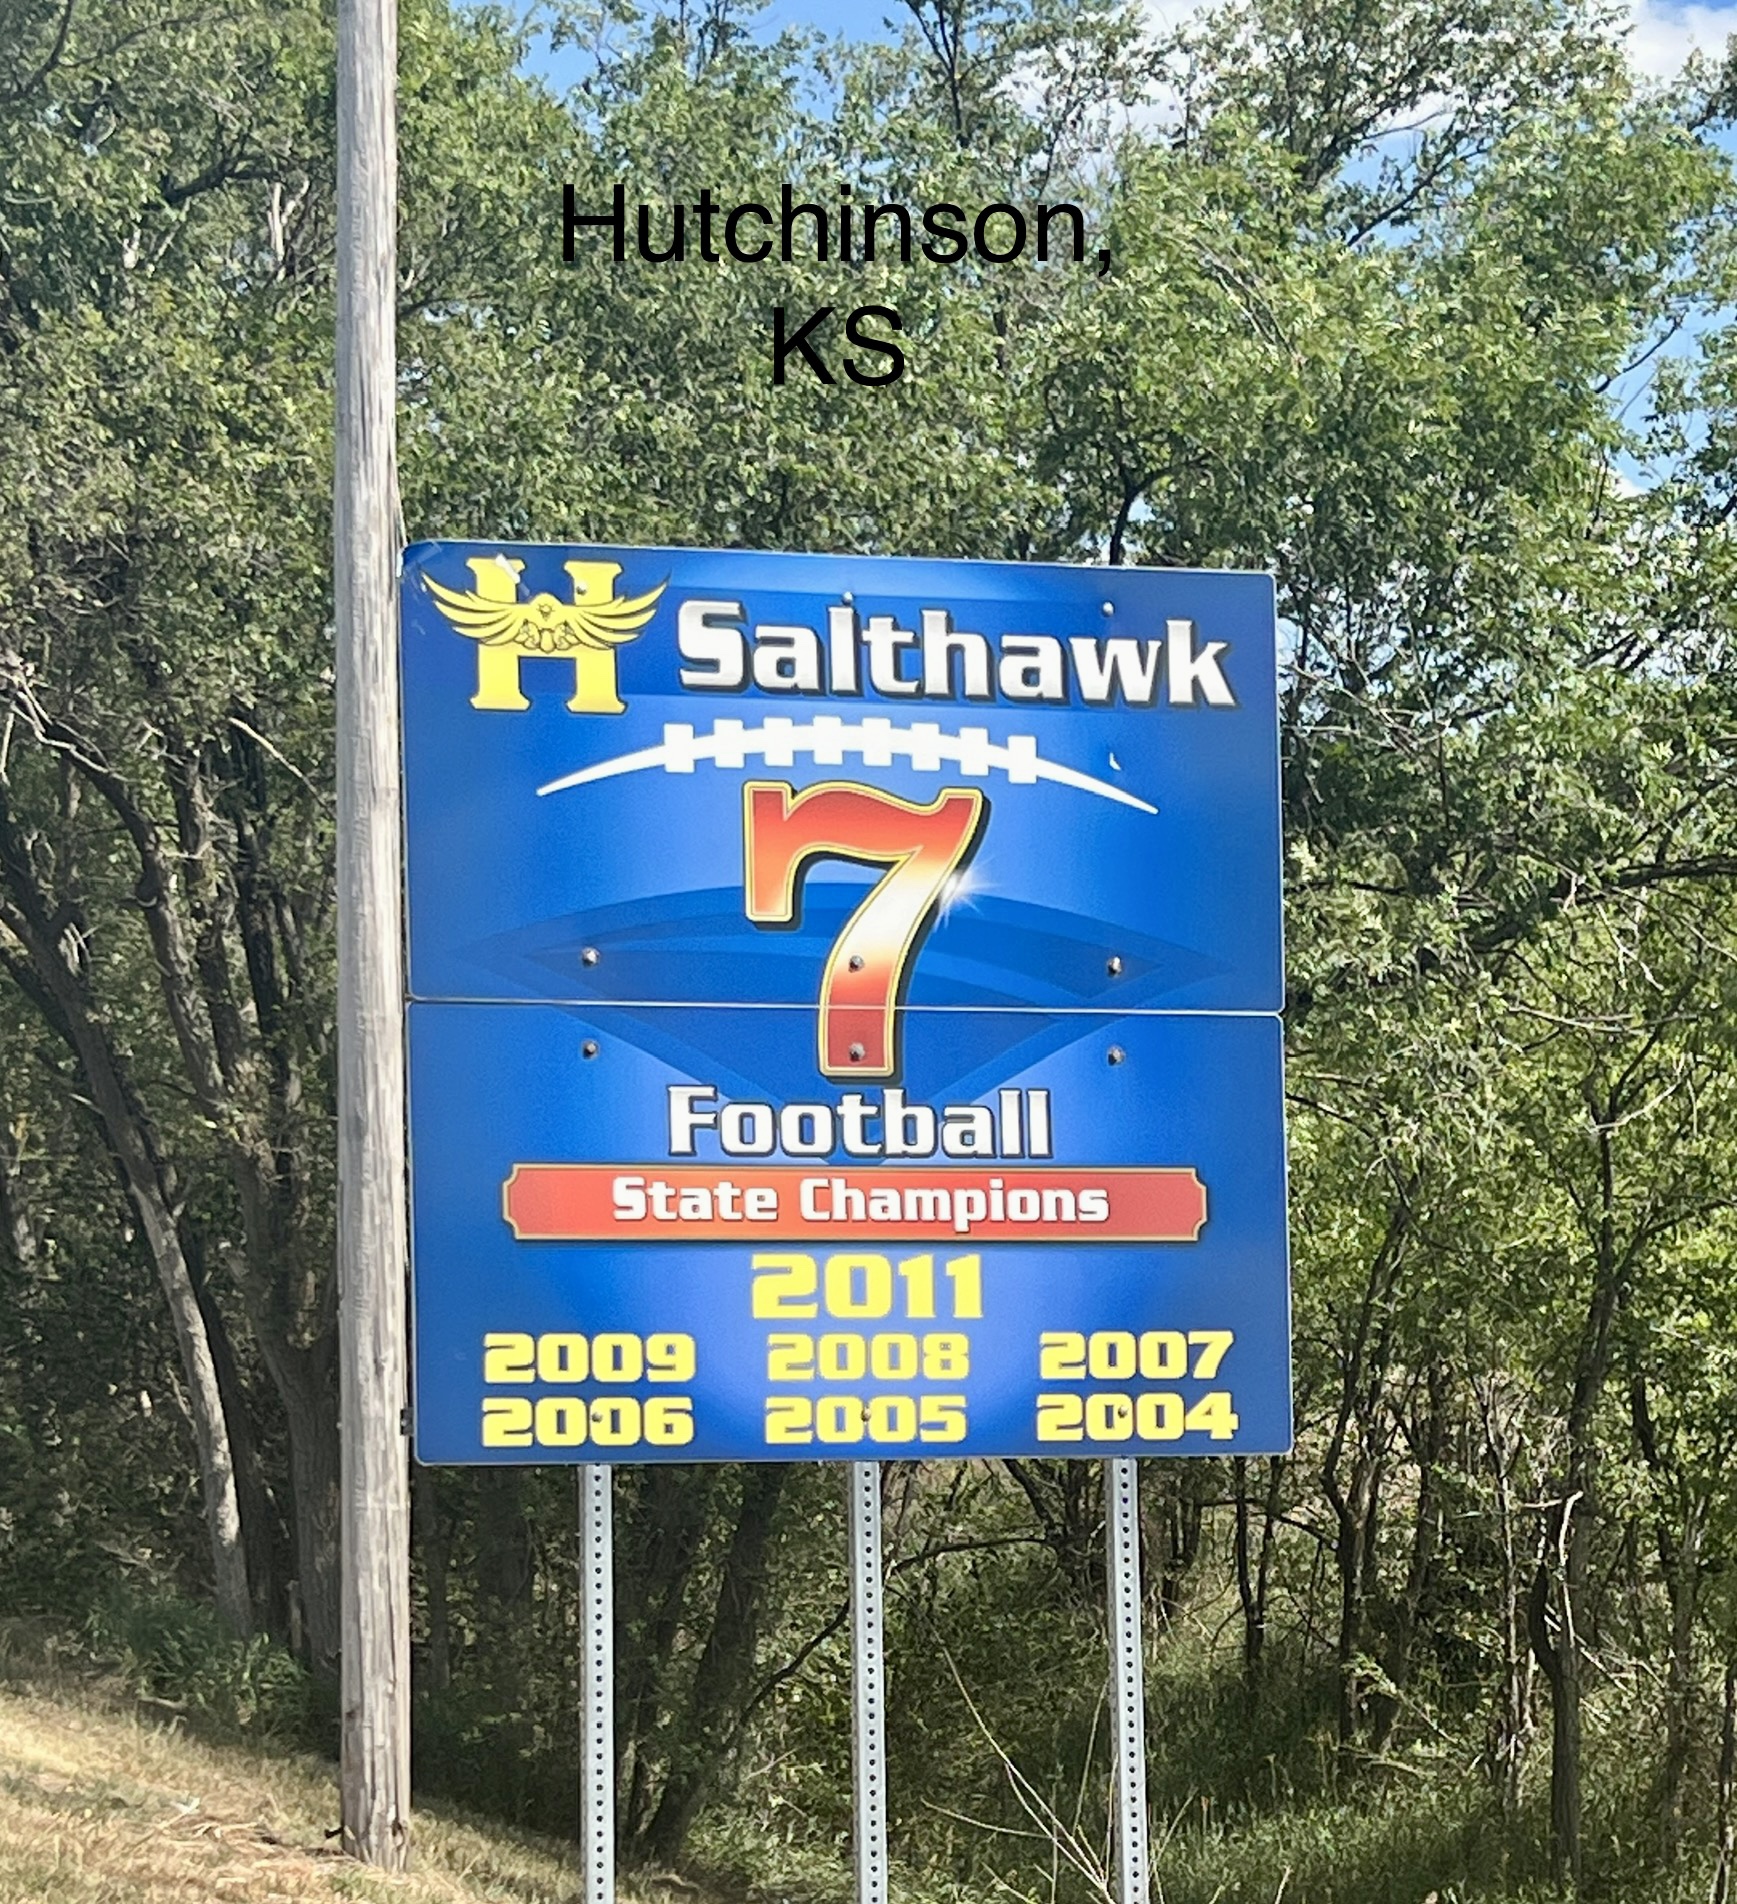 Hutchinson,
KS
H Salthawk
7
Football
State Champions
2011
2009 2008 2007
2006 2005 2004